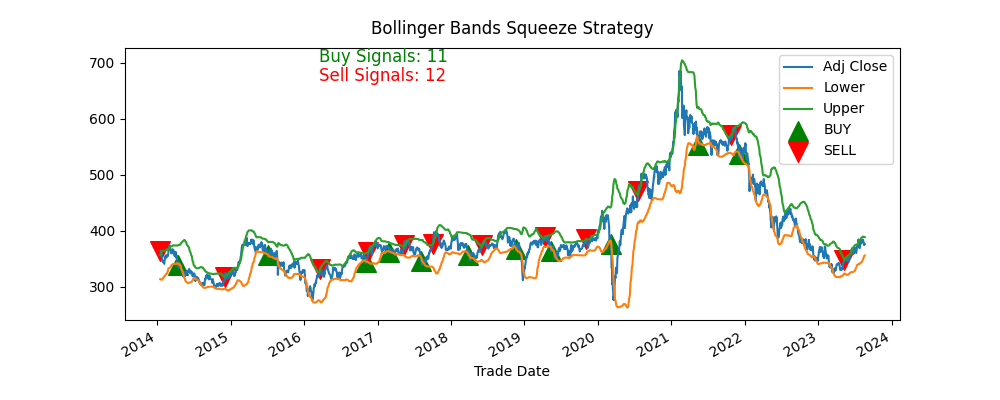 Bollinger Bands Squeeze Strategy
Buy Signals: 11
Sell Signals: 12
Adj Close
Lower
Upper
BUY
SELL
700
600
500
400
300
2014
2015
2016
2017
2018
2019
2020
2021
2022
2023
2024
Trade Date